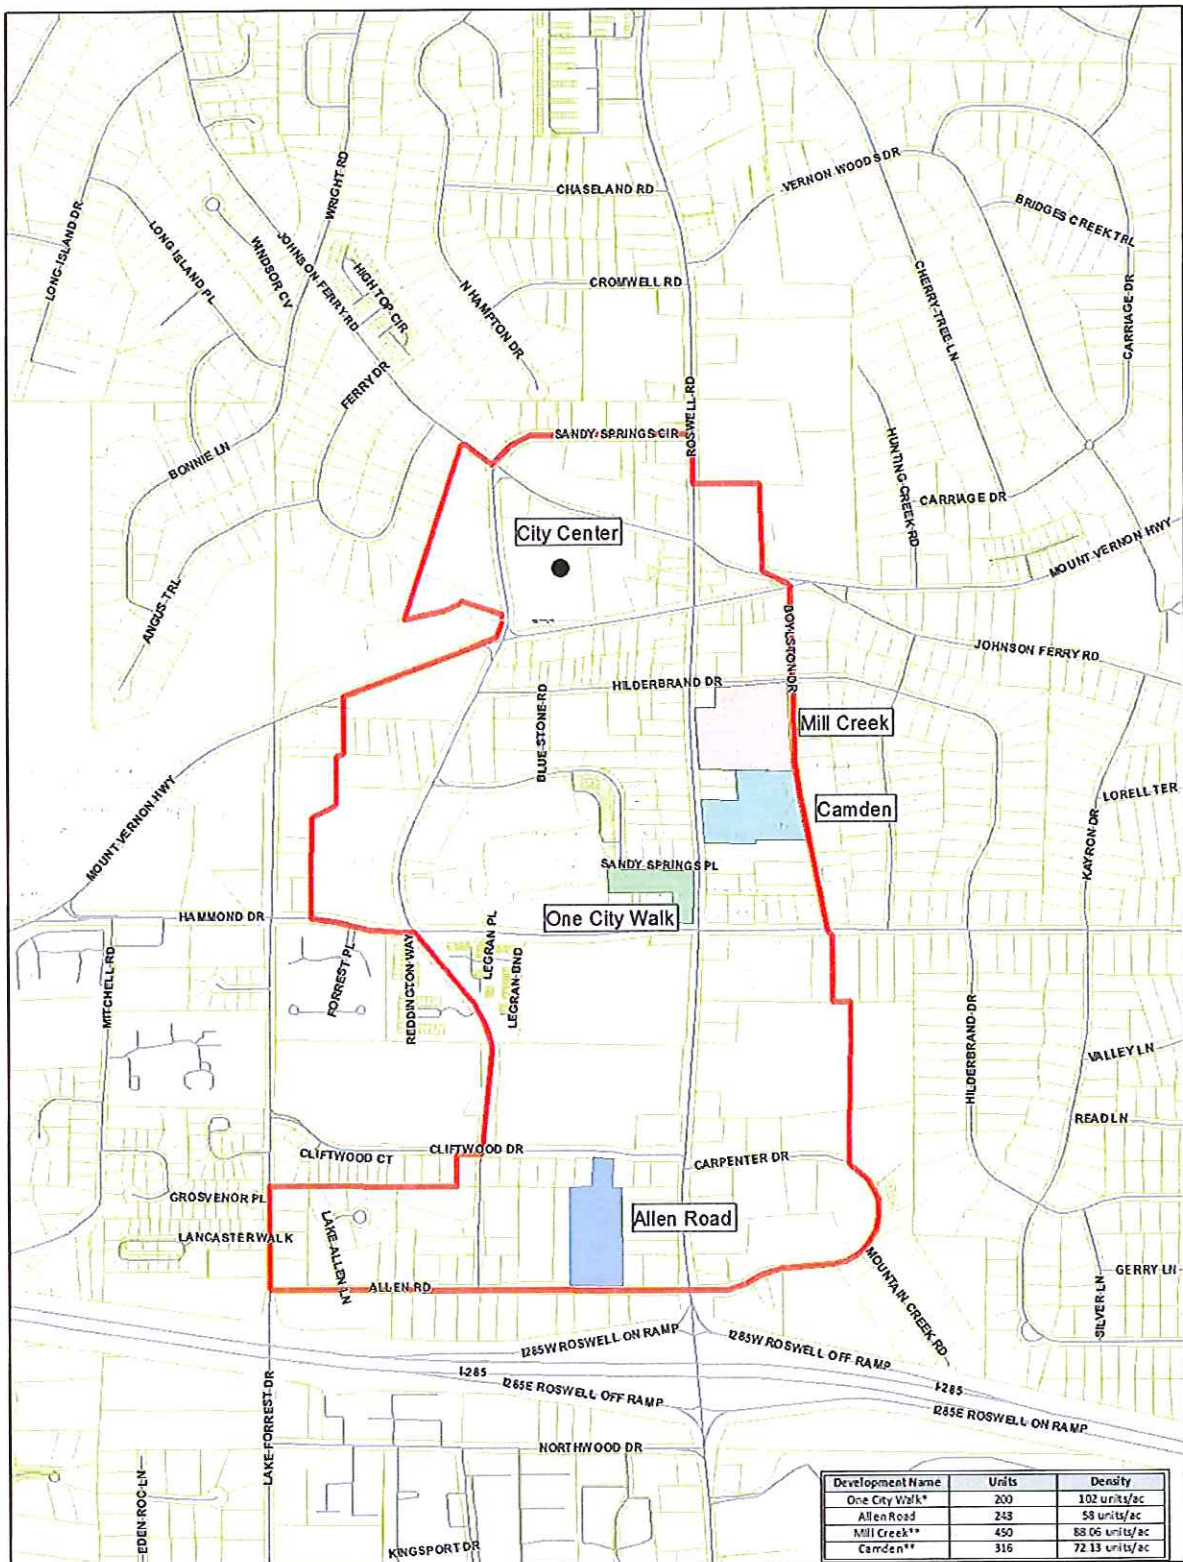 CHASELAND RD
VERNON WOODS DR
BRIDGES CREEK TRL
WRIGHT RD
LONG ISLAND DR
LONG ISLAND PL
WINDSOR CV
JOHNSON FERRY RD
HIGH TOP CIR
N HAMPTON DR
CROMWELL RD
CHERRY TREE LN
CARRIAGE DR
FERRY DR
ROSWELL RD
SANDY SPRINGS CIR
BONNIE LN
HUNTING CREEK RD
CARRIAGE DR
City Center
MOUNT VERNON HWY
ANGUS TRL
BOYLSTON DR
JOHNSON FERRY RD
HILDERBRAND DR
BLUE STONE RD
Mill Creek
MOUNT VERNON HWY
Camden
LORELL TER
KAYRON DR
SANDY SPRINGS PL
HAMMOND DR
One City Walk
MITCHELL RD
FORREST PL
REDDINGTON WAY
LEGRAN PL
LEGRAN BND
HILDERBRAND DR
VALLEY LN
READ LN
CLIFTWOOD CT
CLIFTWOOD DR
CARPENTER DR
GROSVENOR PL
LANCASTER WALK
LAKE ALLEN LN
Allen Road
ALLEN RD
MOUNTAIN CREEK RD
GERRY LN
SILVER LN
I285W ROSWELL ON RAMP
I285W ROSWELL OFF RAMP
I-285
I285E ROSWELL OFF RAMP
I-285
I285E ROSWELL ON RAMP
LAKE FORREST DR
NORTHWOOD DR
EDEN ROC LN
KINGSPORT DR
Development Name Units Density
One City Walk* 200 102 units/ac
Allen Road 243 58 units/ac
Mill Creek** 450 88.06 units/ac
Camden** 316 72.13 units/ac